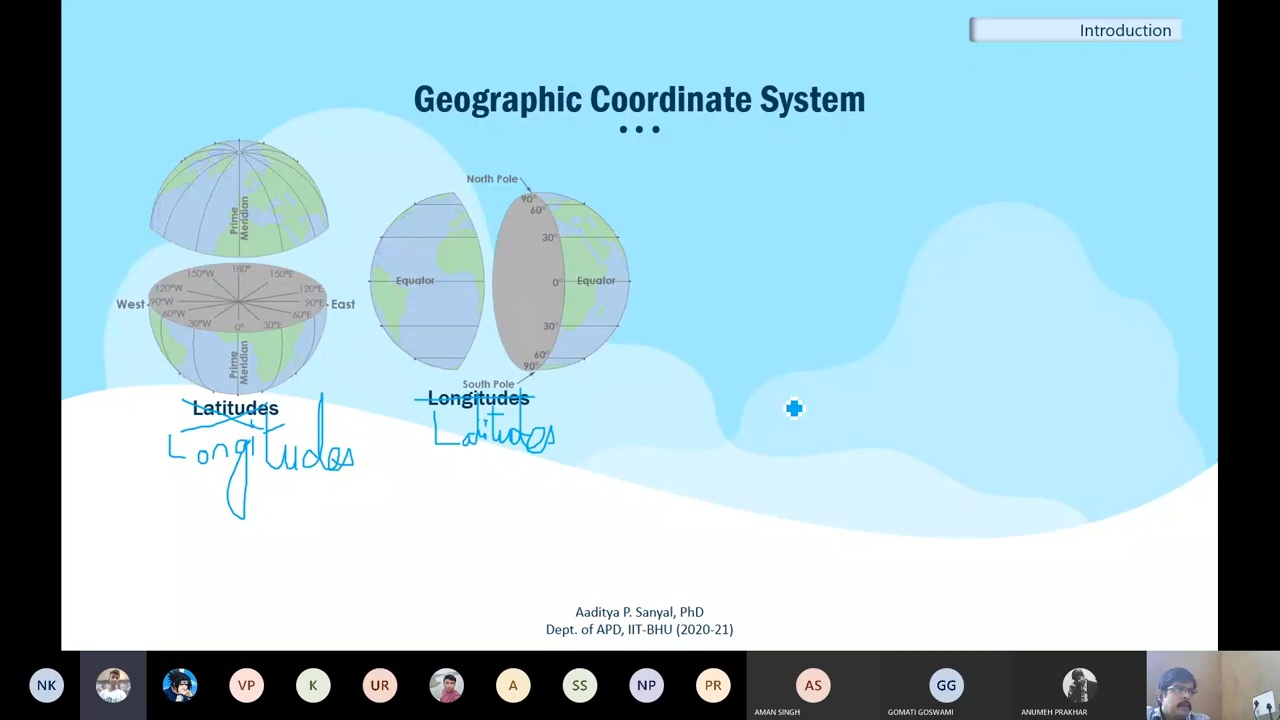 Introduction
Geographic Coordinate System
North Pole
90°
60°
30°
0°
30°
60°
90°
South Pole
Equator
Equator
Prime
Meridian
180°
150°W
150°E
120°W
120°E
West
90°W
90°E
East
60°W
60°E
30°W
0°
30°E
Prime
Meridian
Latitudes
Longitudes
Longitudes
Latitudes
Aaditya P. Sanyal, PhD
Dept. of APD, IIT-BHU (2020-21)
NK
VP
K
UR
A
SS
NP
PR
AS
GG
AMAN SINGH
GOMATI GOSWAMI
ANUMEH PRAKHAR